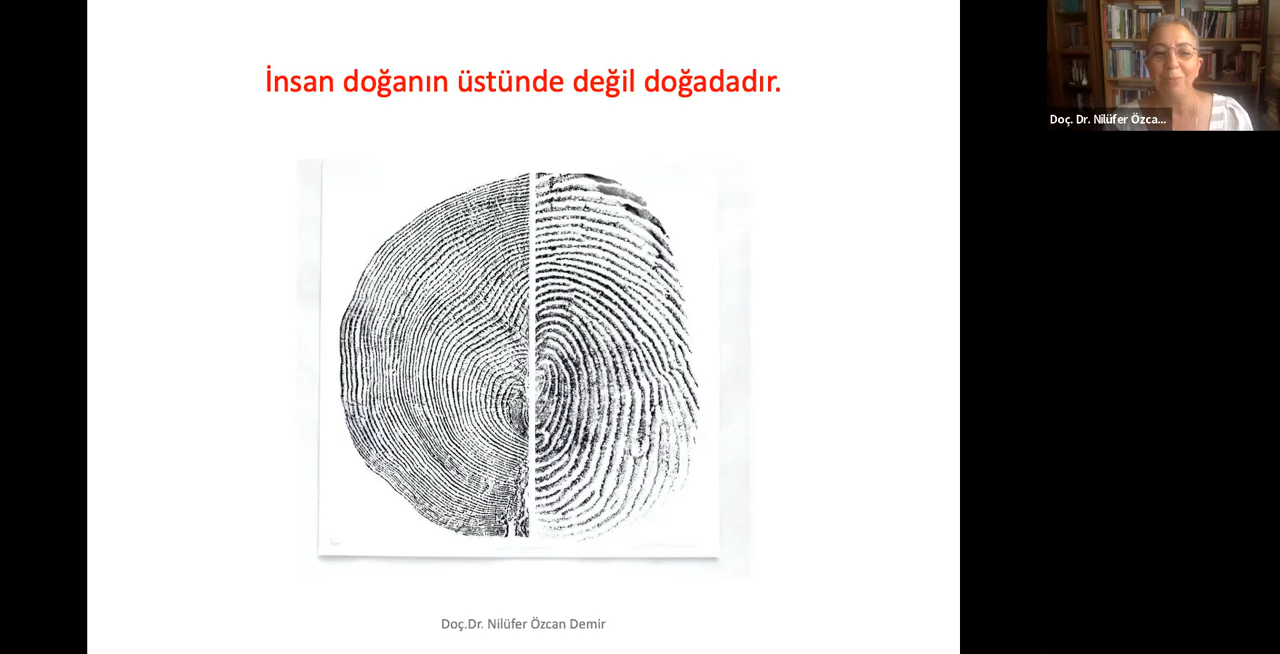 İnsan doğanın üstünde değil doğadadır.
Doç. Dr. Nilüfer Özca...
Doç.Dr. Nilüfer Özcan Demir